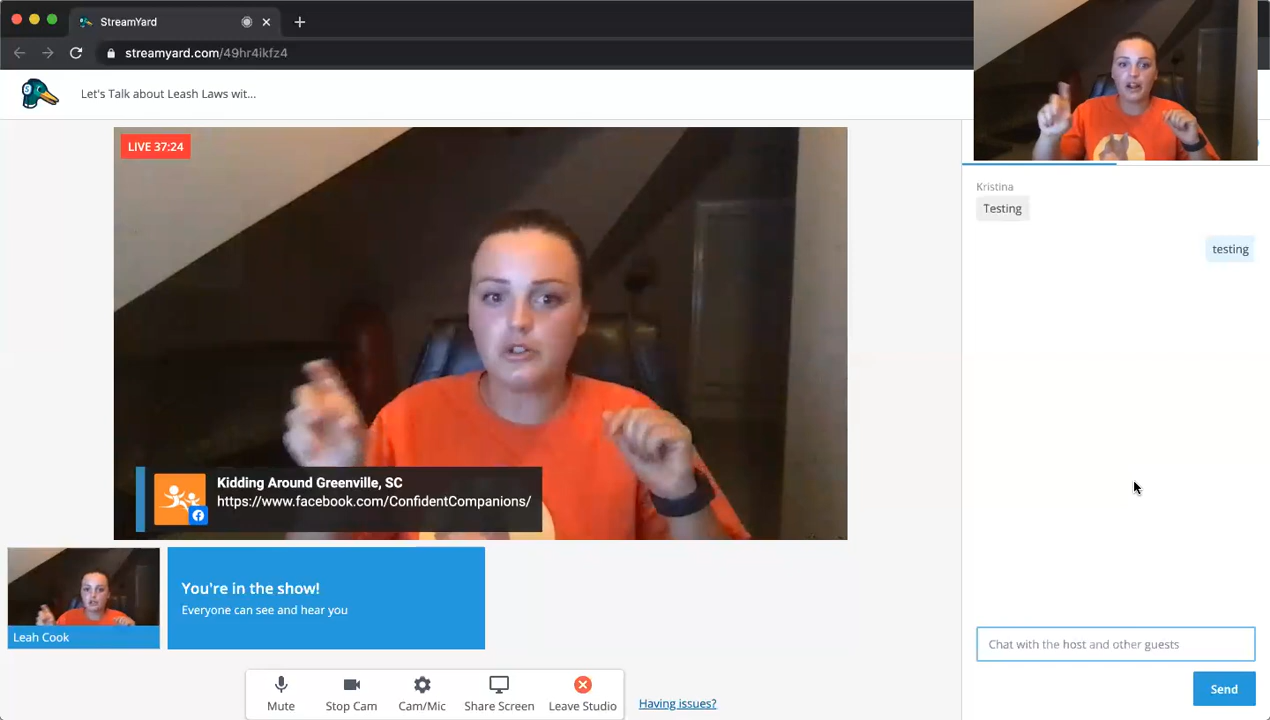 StreamYard
streamyard.com/49hr4ikfz4
Let's Talk about Leash Laws wit...
LIVE 37:24
Kidding Around Greenville, SC
https://www.facebook.com/ConfidentCompanions/
Leah Cook
You're in the show!
Everyone can see and hear you
Mute
Stop Cam
Cam/Mic
Share Screen
Leave Studio
Having issues?
Kristina
Testing
testing
Chat with the host and other guests
Send